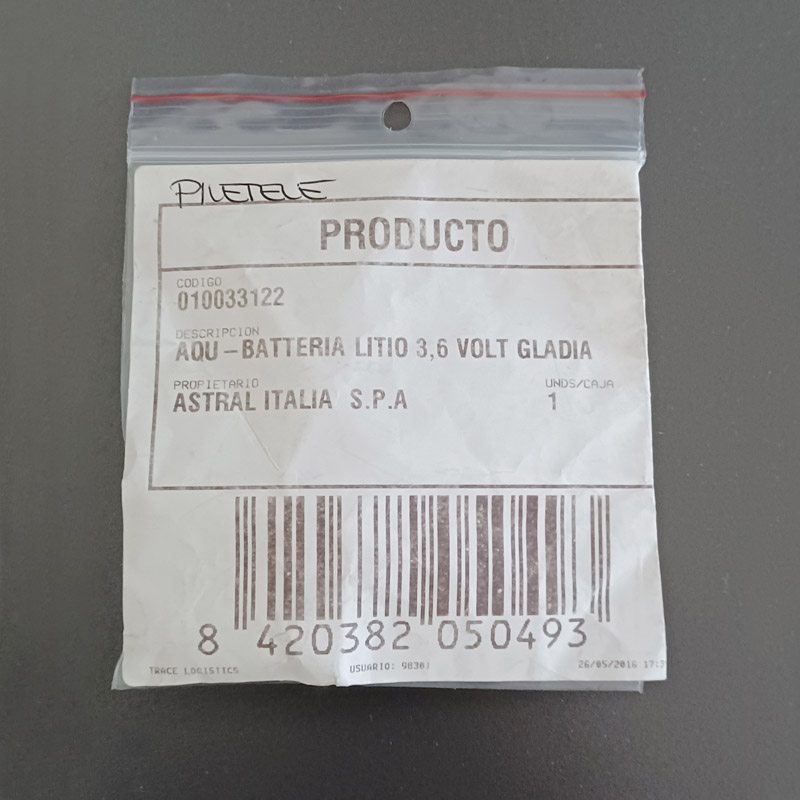 PILETELE
PRODUCTO
CODIGO
010033122
DESCRIPCION
AQU-BATTERIA LITIO 3,6 VOLT GLADIA
PROPIETARIO UNDS/CAJA
ASTRAL ITALIA S.P.A 1
8 420382 050493
TRACE LOGISTICS USUARIO: 98301 26/05/2016